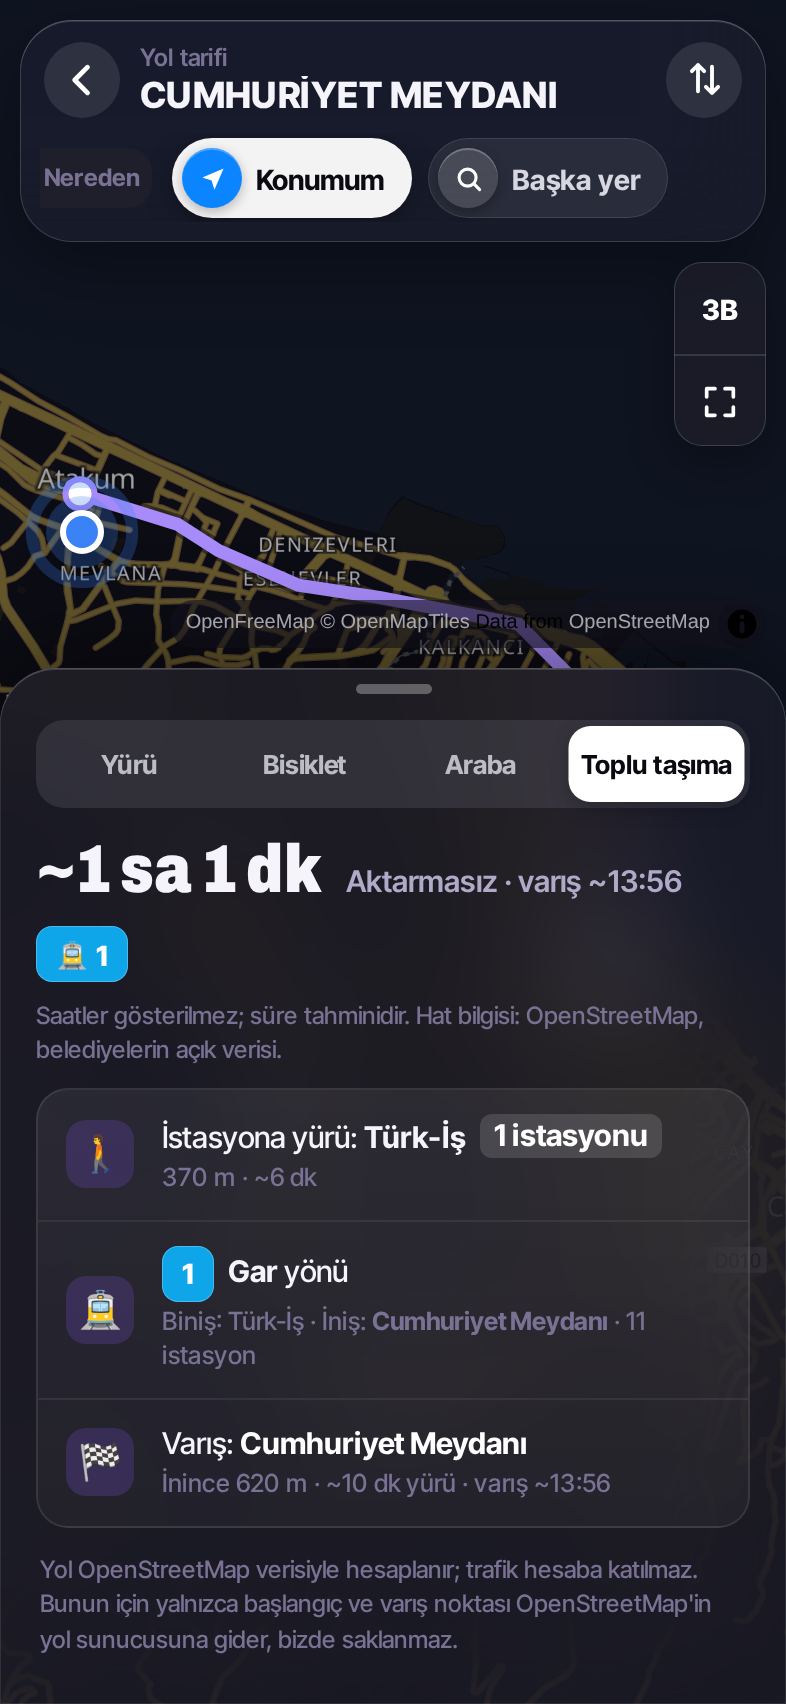 Yol tarifi
CUMHURİYET MEYDANI
Nereden
Konumum
Başka yer
3B
Atakum
DENIZEVLERI
MEVLANA
OpenFreeMap © OpenMapTiles Data from OpenStreetMap
KALKANCI
Yürü
Bisiklet
Araba
Toplu taşıma
~1 sa 1 dk
Aktarmasız · varış ~13:56
1
Saatler gösterilmez; süre tahminidir. Hat bilgisi: OpenStreetMap,
belediyelerin açık verisi.
İstasyona yürü: Türk-İş 1 istasyonu
370 m · ~6 dk
1 Gar yönü
D010
Biniş: Türk-İş · İniş: Cumhuriyet Meydanı · 11
istasyon
Varış: Cumhuriyet Meydanı
İnince 620 m · ~10 dk yürü · varış ~13:56
Yol OpenStreetMap verisiyle hesaplanır; trafik hesaba katılmaz.
Bunun için yalnızca başlangıç ve varış noktası OpenStreetMap'in
yol sunucusuna gider, bizde saklanmaz.